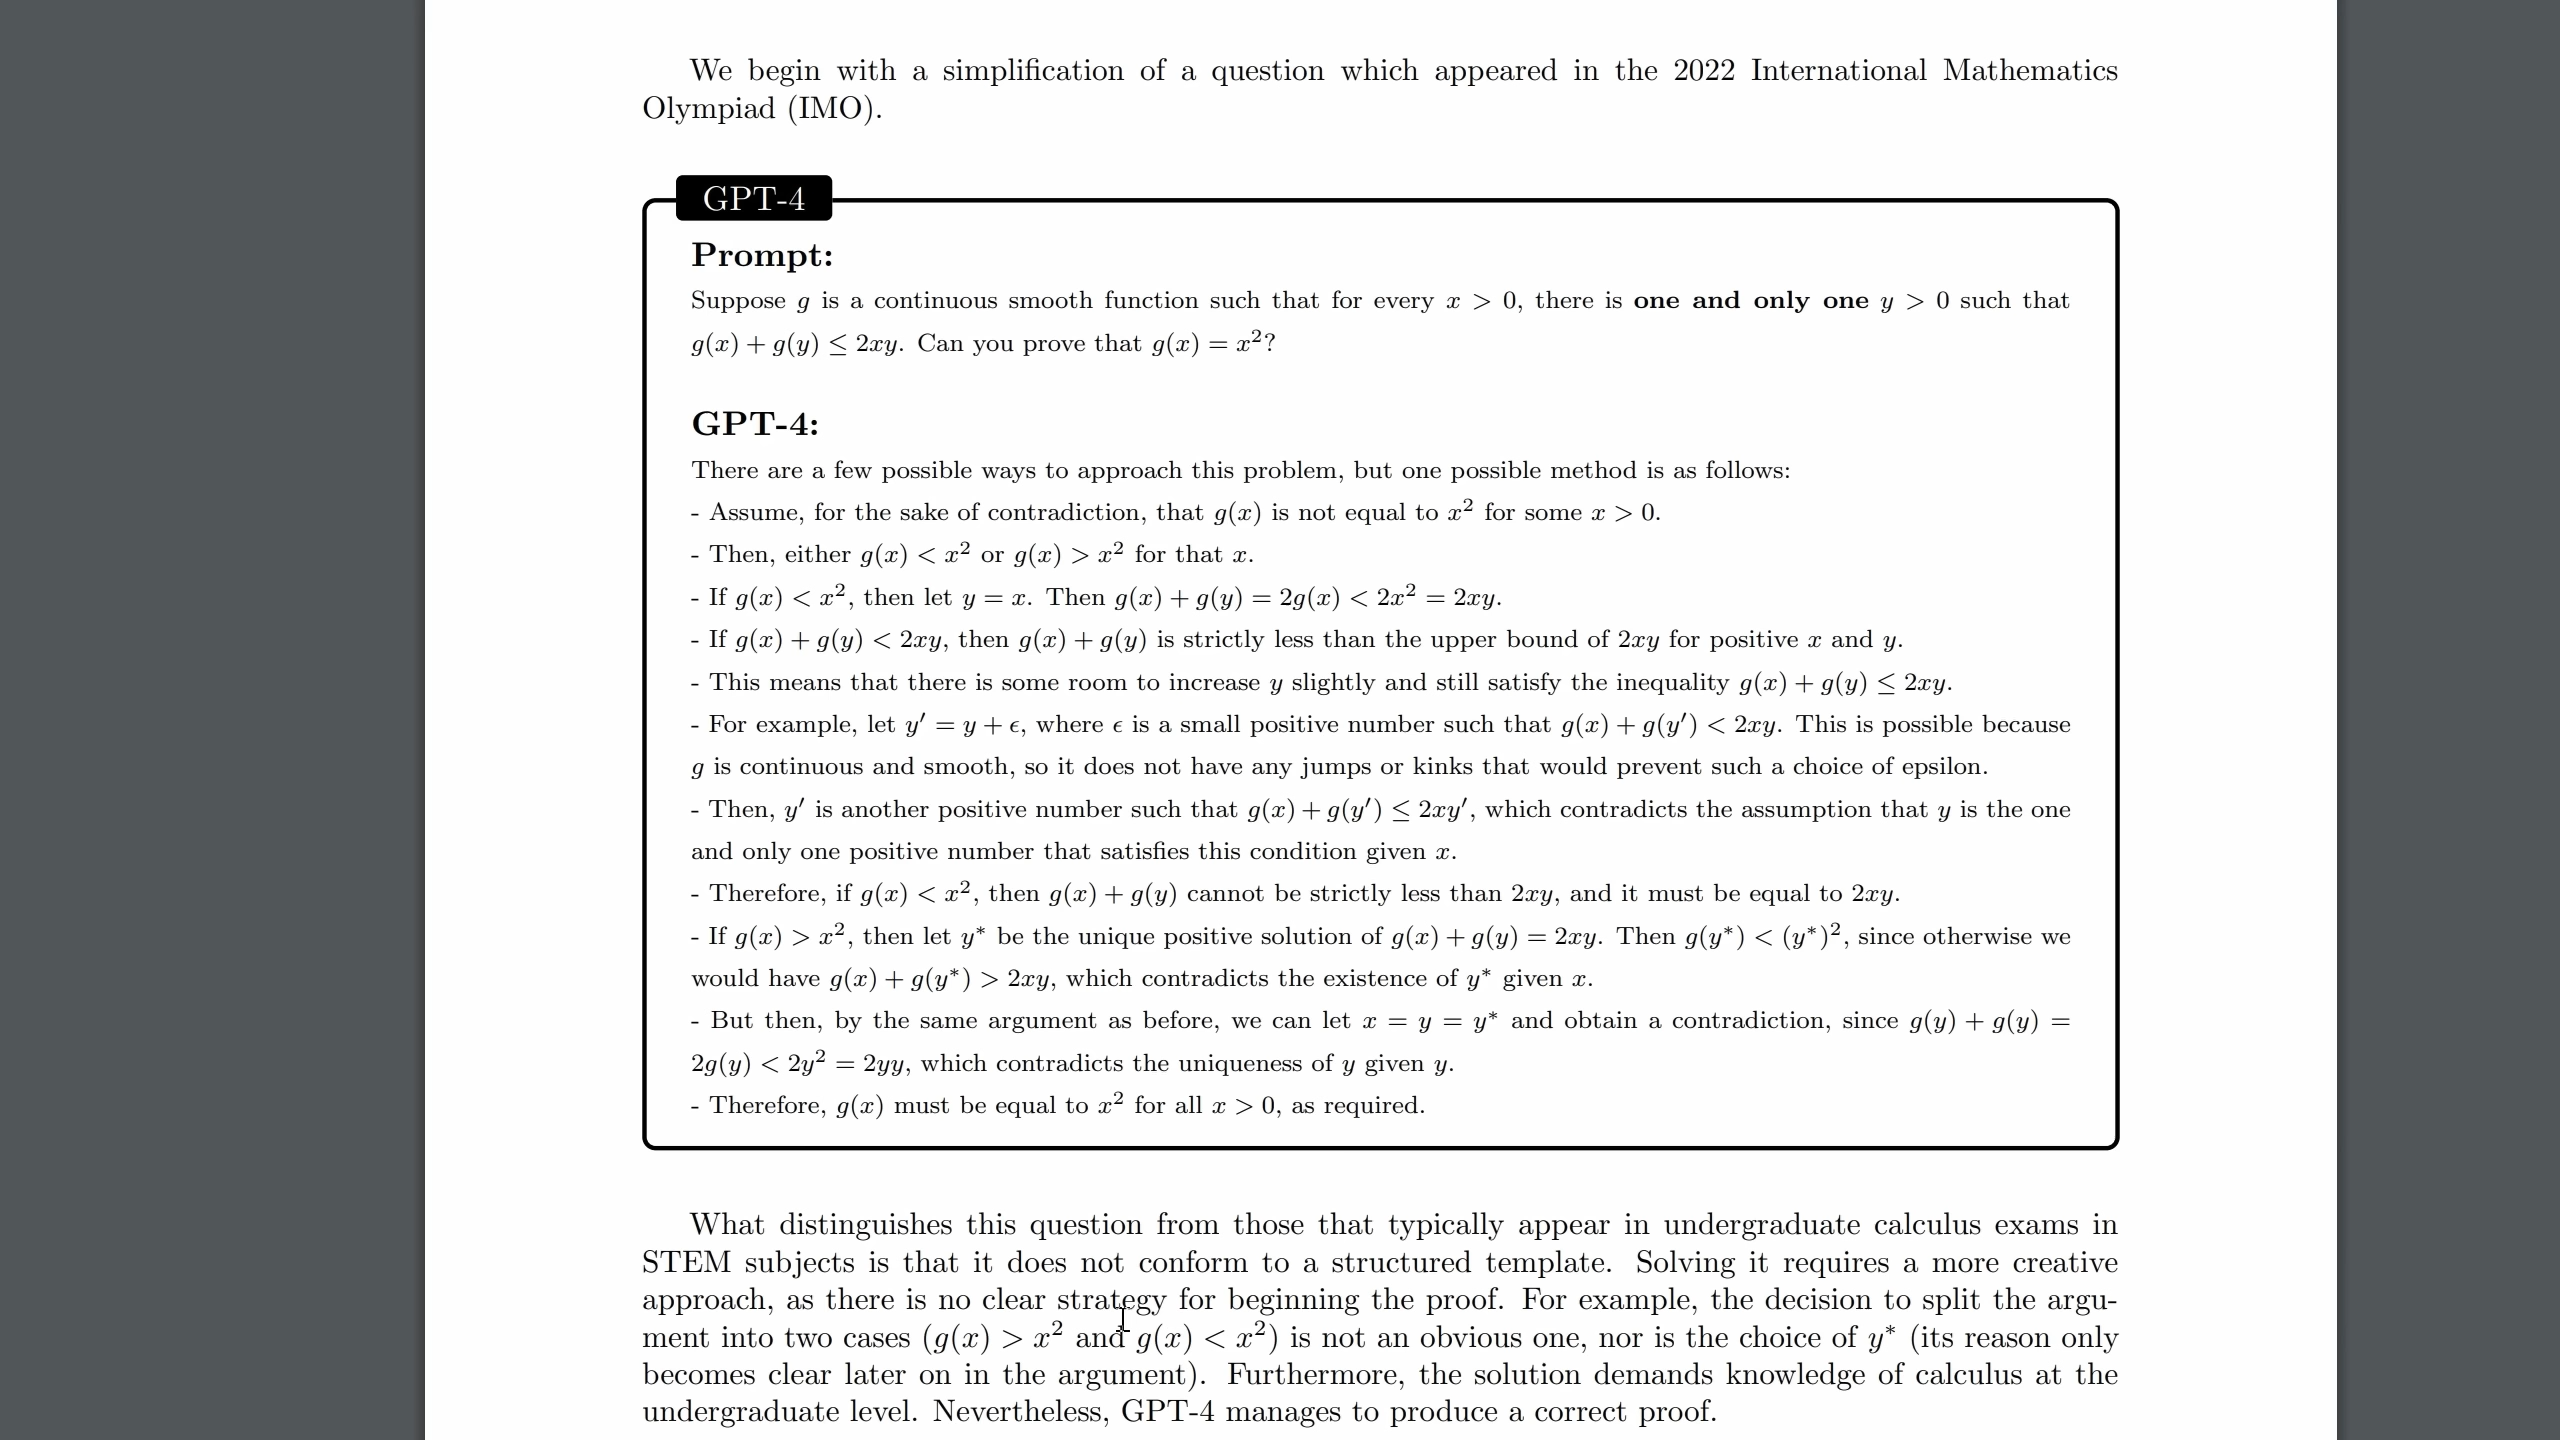 We begin with a simplification of a question which appeared in the 2022 International Mathematics
Olympiad (IMO).
GPT-4
Prompt:
Suppose g is a continuous smooth function such that for every x > 0, there is one and only one y > 0 such that
g(x) + g(y) ≤ 2xy. Can you prove that g(x) = x²?
GPT-4:
There are a few possible ways to approach this problem, but one possible method is as follows:
- Assume, for the sake of contradiction, that g(x) is not equal to x² for some x > 0.
- Then, either g(x) < x² or g(x) > x² for that x.
- If g(x) < x², then let y = x. Then g(x) + g(y) = 2g(x) < 2x² = 2xy.
- If g(x) + g(y) < 2xy, then g(x) + g(y) is strictly less than the upper bound of 2xy for positive x and y.
- This means that there is some room to increase y slightly and still satisfy the inequality g(x) + g(y) ≤ 2xy.
- For example, let y′ = y + ϵ, where ϵ is a small positive number such that g(x) + g(y′) < 2xy. This is possible because
g is continuous and smooth, so it does not have any jumps or kinks that would prevent such a choice of epsilon.
- Then, y′ is another positive number such that g(x) + g(y′) ≤ 2xy′, which contradicts the assumption that y is the one
and only one positive number that satisfies this condition given x.
- Therefore, if g(x) < x², then g(x) + g(y) cannot be strictly less than 2xy, and it must be equal to 2xy.
- If g(x) > x², then let y* be the unique positive solution of g(x) + g(y) = 2xy. Then g(y*) < (y*)², since otherwise we
would have g(x) + g(y*) > 2xy, which contradicts the existence of y* given x.
- But then, by the same argument as before, we can let x = y = y* and obtain a contradiction, since g(y) + g(y) =
2g(y) < 2y² = 2yy, which contradicts the uniqueness of y given y.
- Therefore, g(x) must be equal to x² for all x > 0, as required.
What distinguishes this question from those that typically appear in undergraduate calculus exams in
STEM subjects is that it does not conform to a structured template. Solving it requires a more creative
approach, as there is no clear strategy for beginning the proof. For example, the decision to split the argu-
ment into two cases (g(x) > x² and g(x) < x²) is not an obvious one, nor is the choice of y* (its reason only
becomes clear later on in the argument). Furthermore, the solution demands knowledge of calculus at the
undergraduate level. Nevertheless, GPT-4 manages to produce a correct proof.